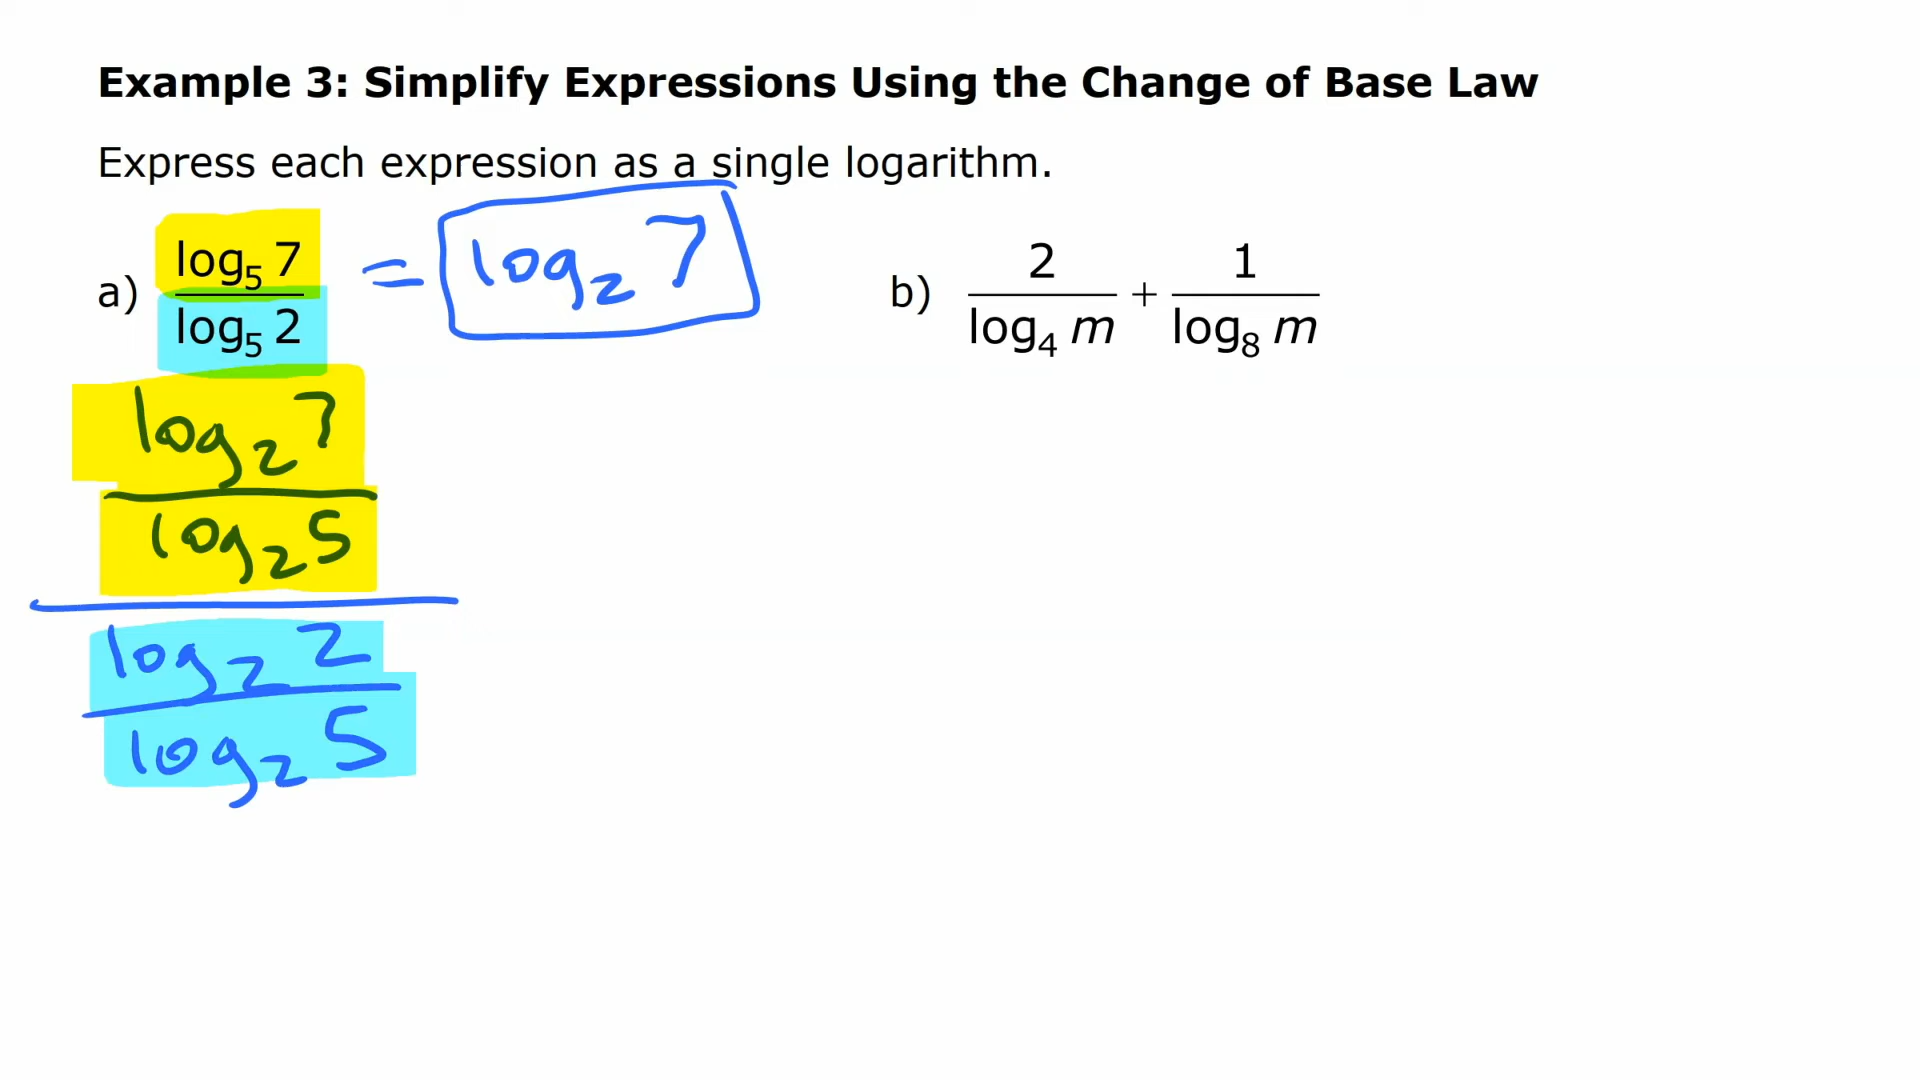 Example 3: Simplify Expressions Using the Change of Base Law
Express each expression as a single logarithm.
a) log₅ 7 / log₅ 2 = log₂ 7
log₂ 7
log₂ 5
log₂ 2
log₂ 5
b) 2 / log₄ m + 1 / log₈ m